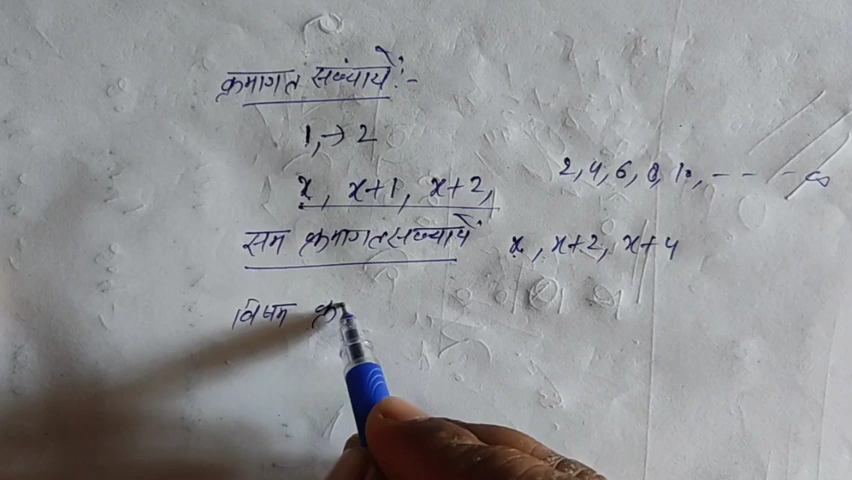 क्रमागत संख्यायें:-
1, → 2
x, x+1, x+2,
2, 4, 6, 8, 10, - - - - ∞
सम क्रमागत संख्यायें
x, x+2, x+4
विषम क्र